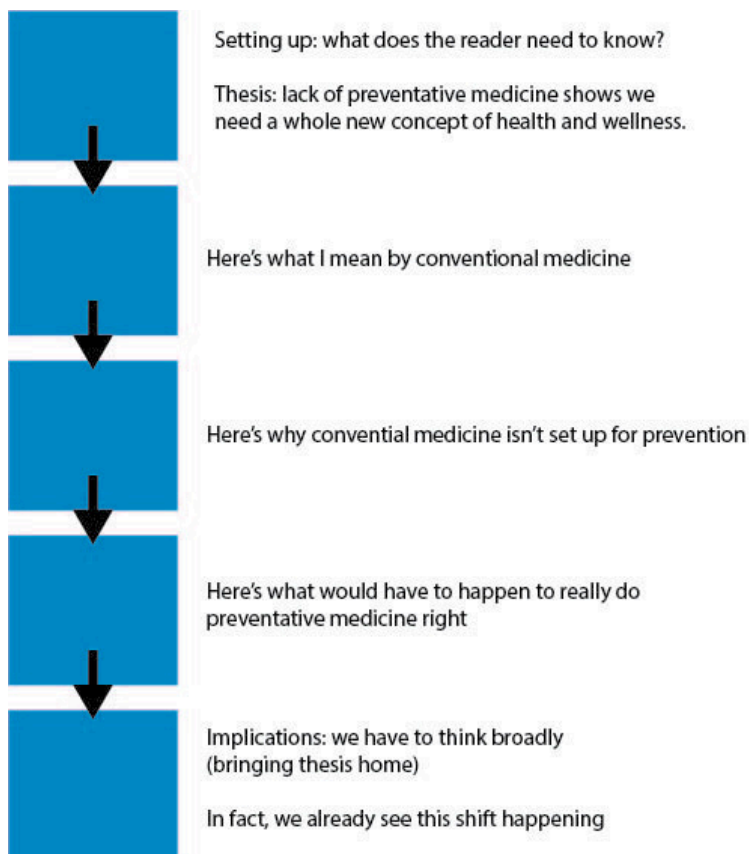 Setting up: what does the reader need to know?
Thesis: lack of preventative medicine shows we
need a whole new concept of health and wellness.
Here's what I mean by conventional medicine
Here's why convential medicine isn't set up for prevention
Here's what would have to happen to really do
preventative medicine right
Implications: we have to think broadly
(bringing thesis home)
In fact, we already see this shift happening